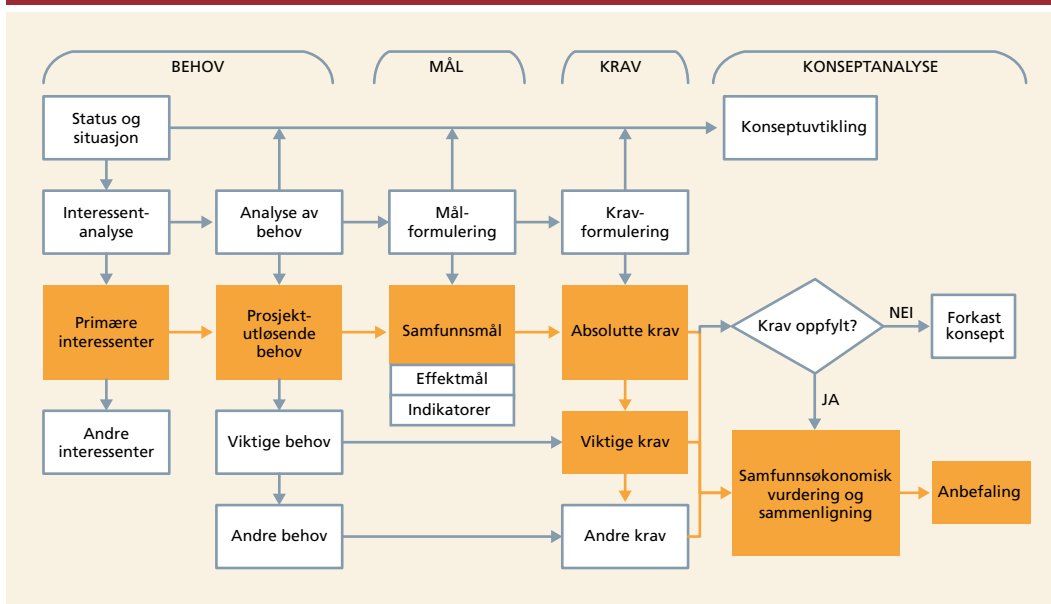 BEHOV
MÅL
KRAV
KONSEPTANALYSE
Status og
situasjon
Konseptuvtikling
Interessent-
analyse
Analyse av
behov
Mål-
formulering
Krav-
formulering
Primære
interessenter
Prosjekt-
utløsende
behov
Samfunnsmål
Absolutte krav
Krav oppfylt?
NEI
Forkast
konsept
Effektmål
Indikatorer
JA
Andre
interessenter
Viktige behov
Viktige krav
Samfunnsøkonomisk
vurdering og
sammenligning
Anbefaling
Andre behov
Andre krav